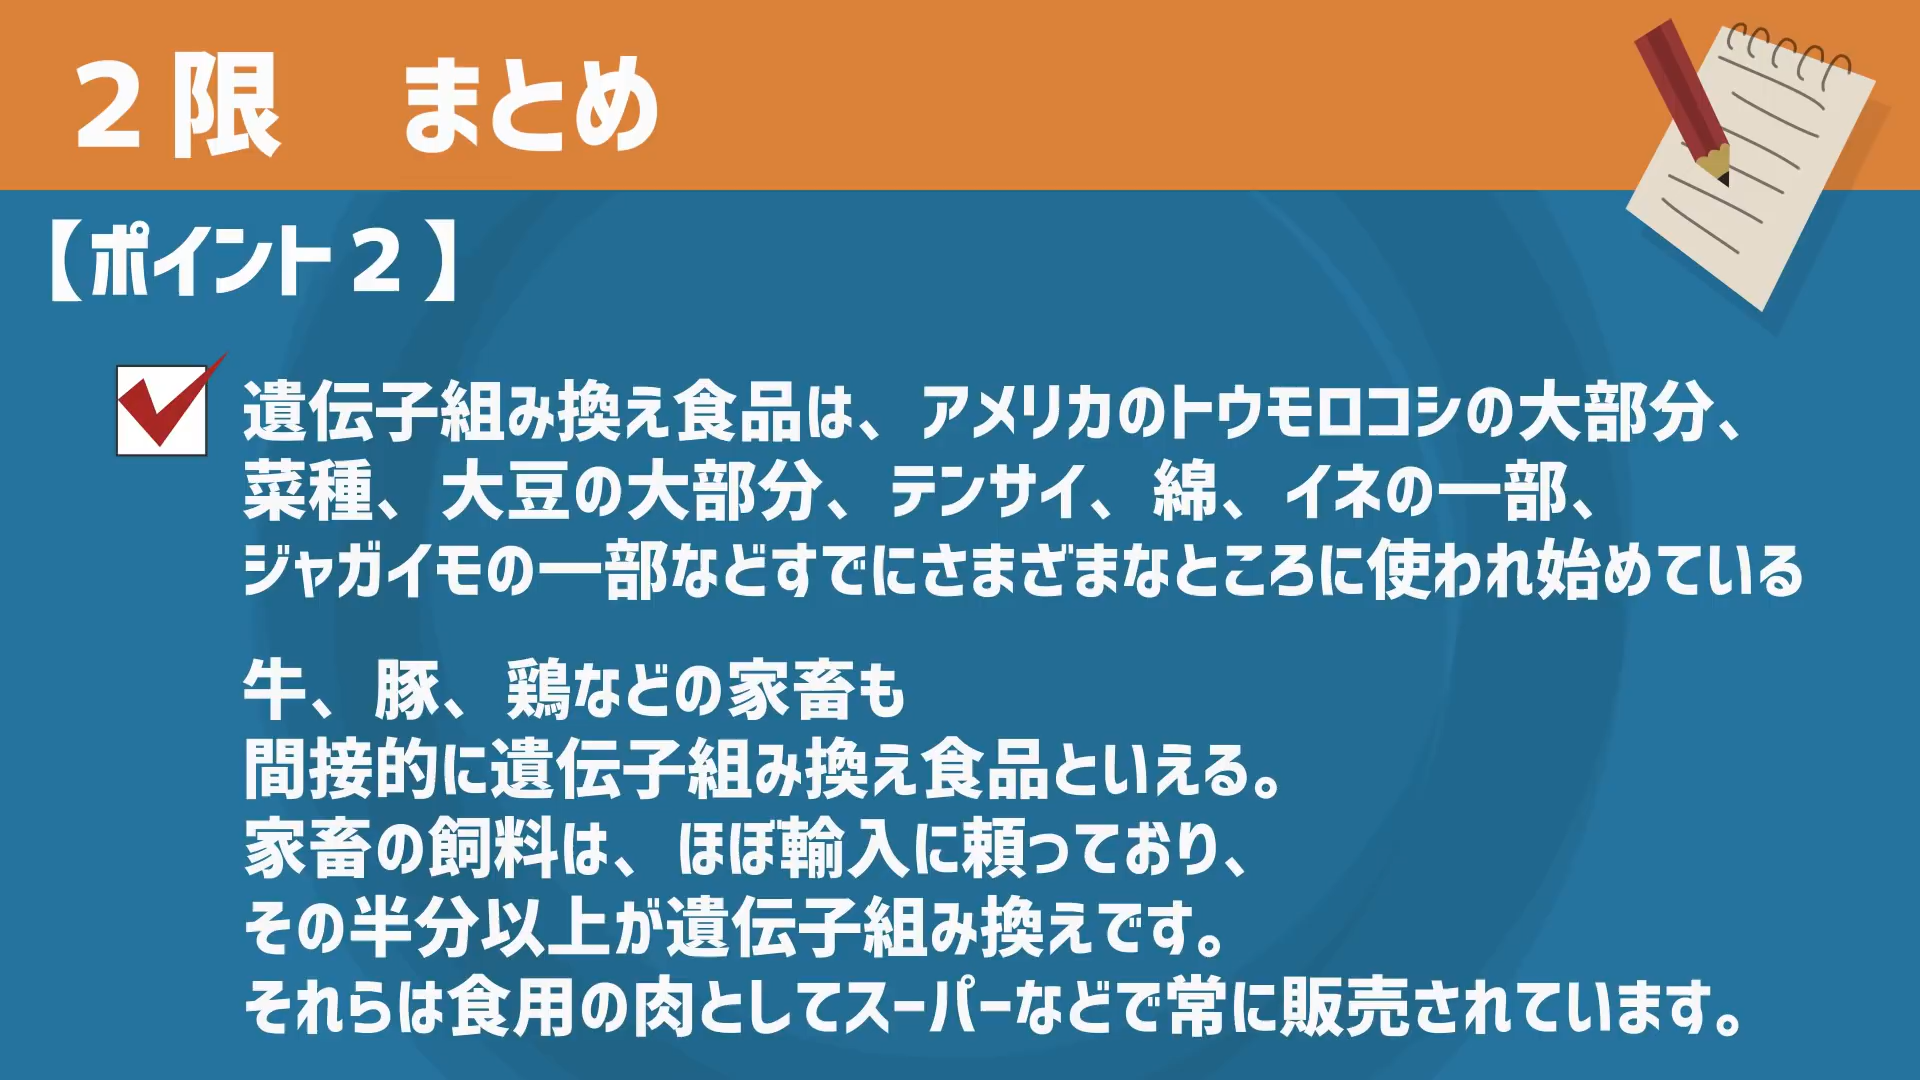 ２限　まとめ
【ポイント２】
遺伝子組み換え食品は、アメリカのトウモロコシの大部分、
菜種、大豆の大部分、テンサイ、綿、イネの一部、
ジャガイモの一部などすでにさまざまなところに使われ始めている
牛、豚、鶏などの家畜も
間接的に遺伝子組み換え食品といえる。
家畜の飼料は、ほぼ輸入に頼っており、
その半分以上が遺伝子組み換えです。
それらは食用の肉としてスーパーなどで常に販売されています。